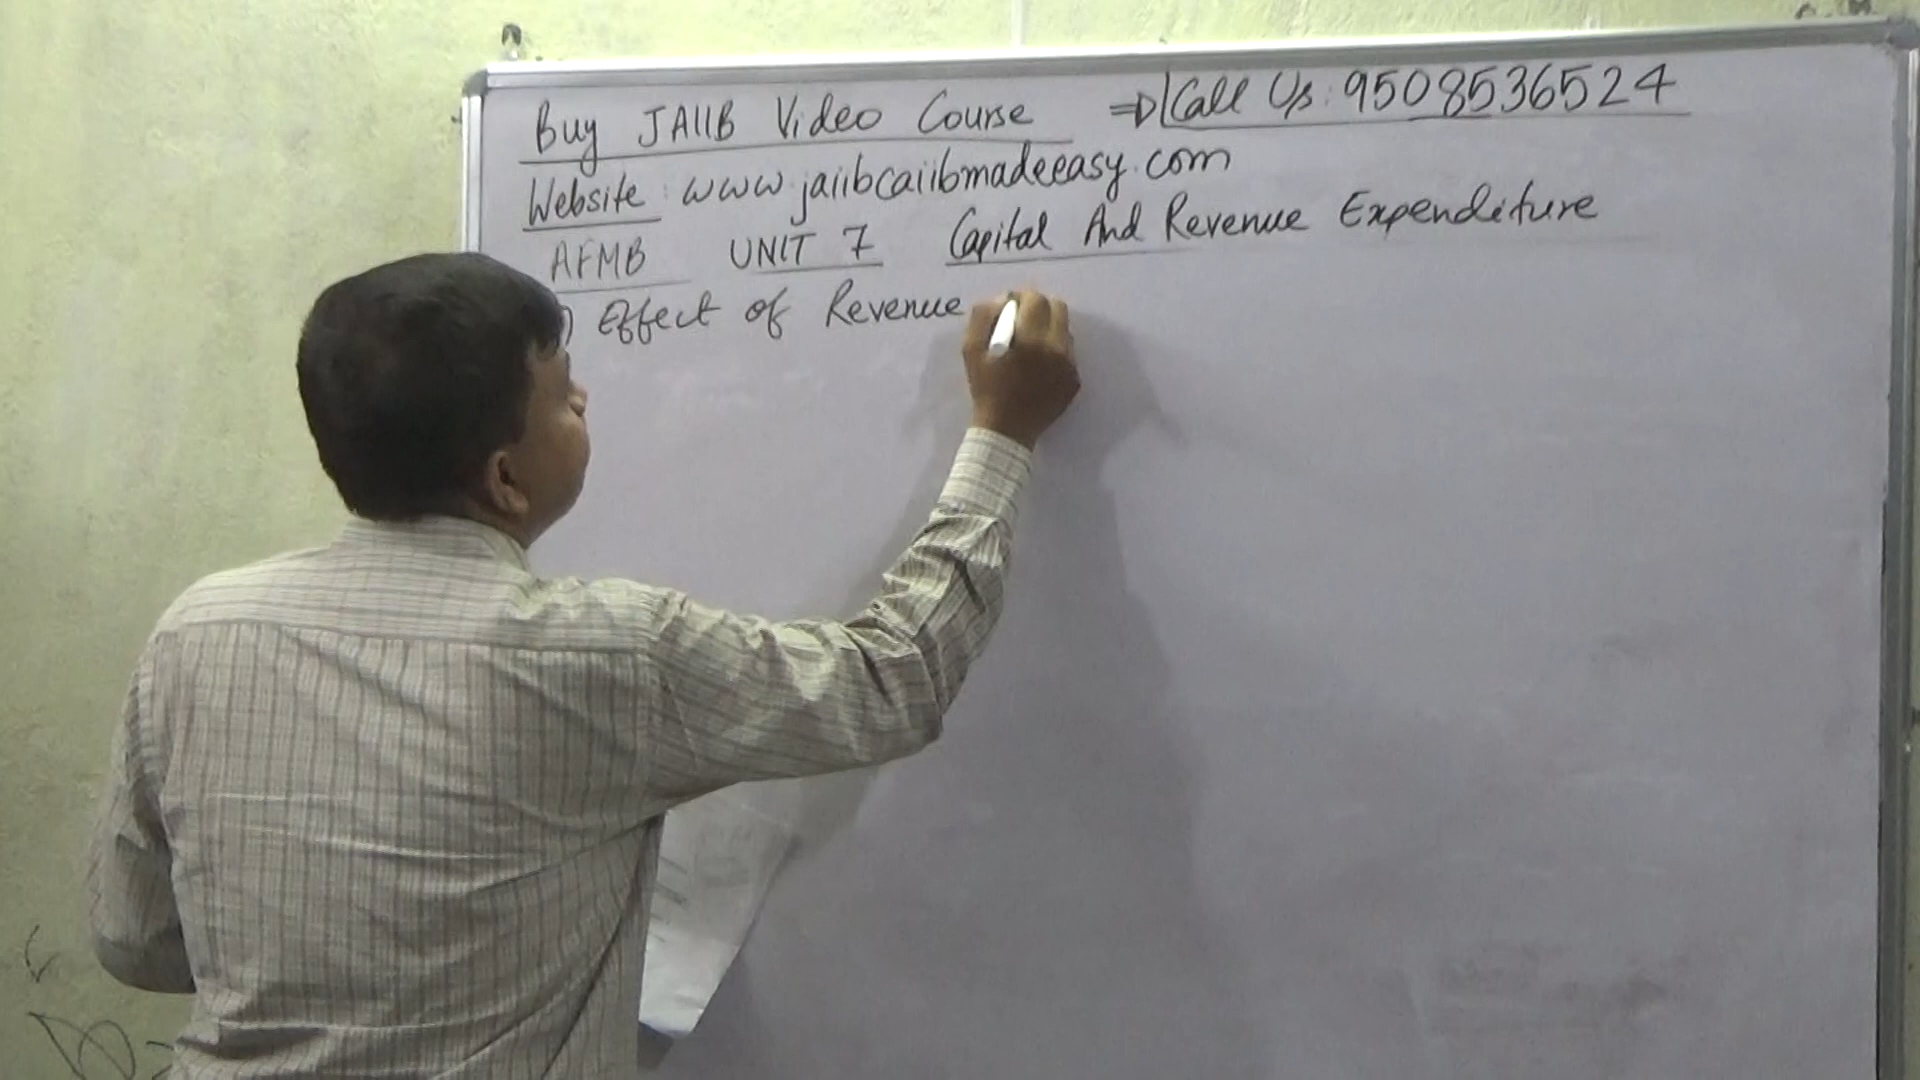 Buy JAIIB Video Course ⇒ Call Us: 9508536524
Website: www.jaiibcaiibmadeeasy.com
AFMB UNIT 7 Capital And Revenue Expenditure
) Effect of Revenue